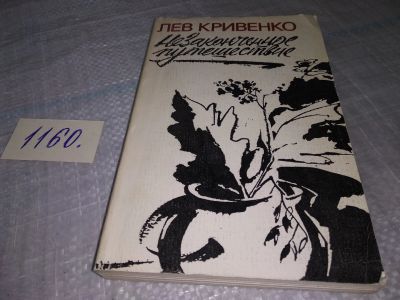 ЛЕВ КРИВЕНКО
Незаконченное
путешествие
1160.